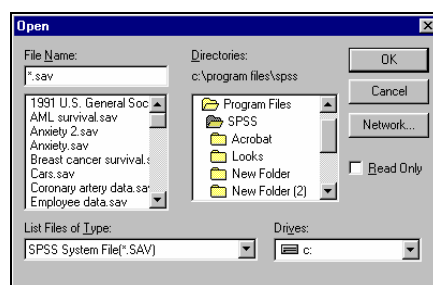 Open
File Name:
*.sav
1991 U.S. General Soc
AML survival.sav
Anxiety 2.sav
Anxiety.sav
Breast cancer survival.s
Cars.sav
Coronary artery data.sa
Employee data.sav
List Files of Type:
SPSS System File(*.SAV)
Directories:
c:\program files\spss
Program Files
SPSS
Acrobat
Looks
New Folder
New Folder (2)
Drives:
c:
OK
Cancel
Network...
Read Only